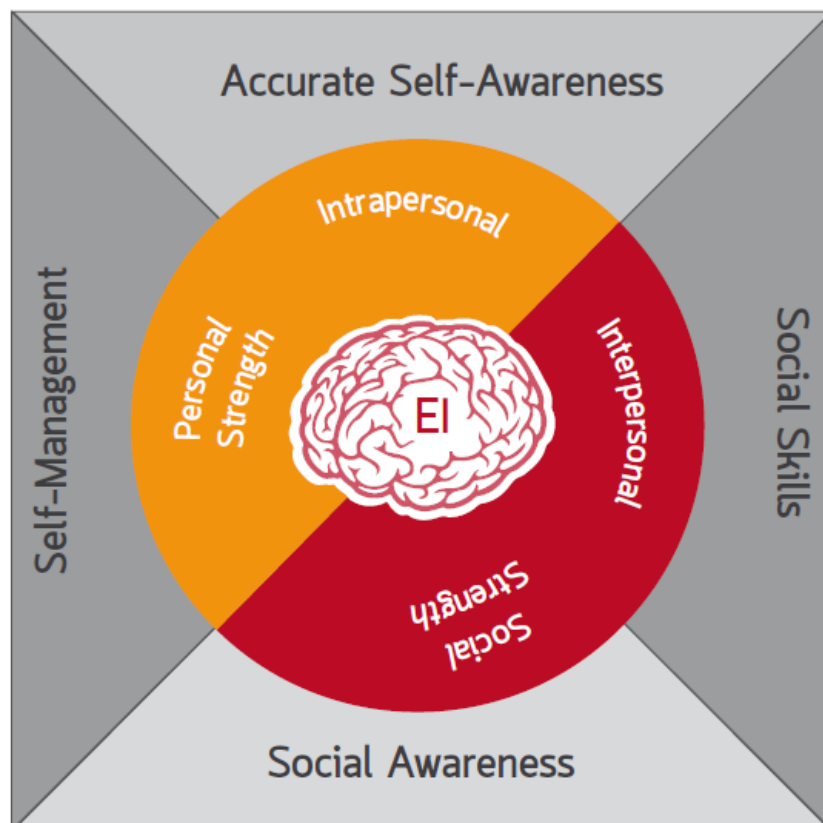 Accurate Self-Awareness
Intrapersonal
Personal
Strength
EI
Interpersonal
Social
Strength
Self-Management
Social Skills
Social Awareness